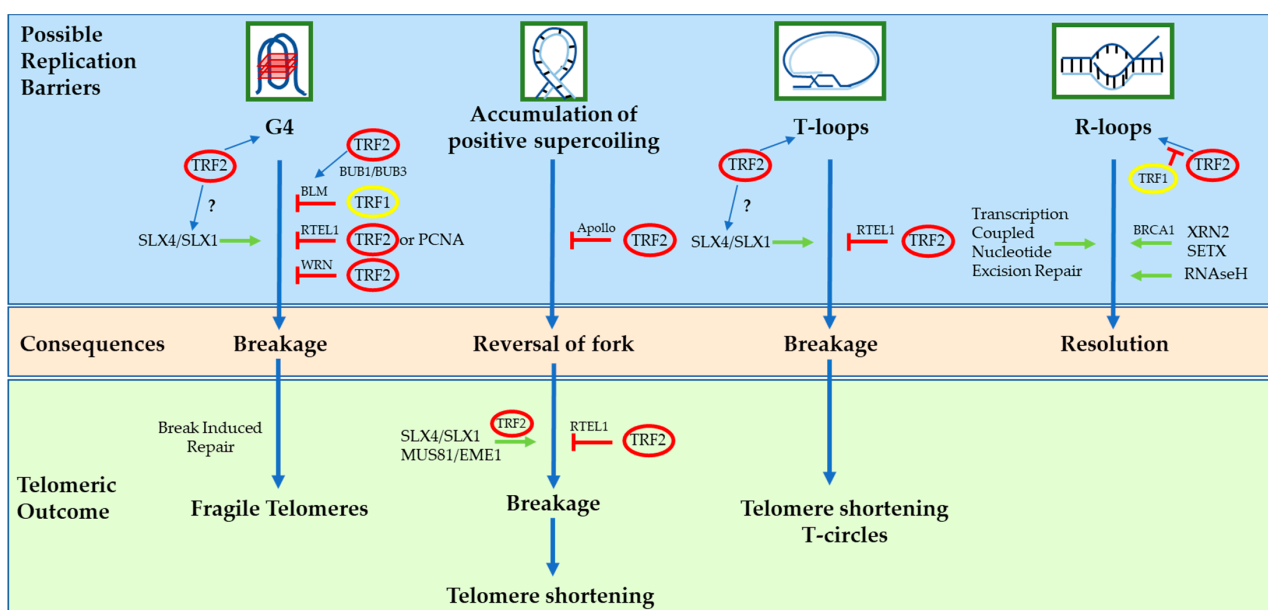 Possible
Replication
Barriers
G4
TRF2
TRF2
BUB1/BUB3
BLM
TRF1
?
SLX4/SLX1
RTEL1
TRF2
or PCNA
WRN
TRF2
Accumulation of
positive supercoiling
Apollo
TRF2
T-loops
TRF2
?
SLX4/SLX1
RTEL1
TRF2
R-loops
TRF1
TRF2
Transcription
Coupled
Nucleotide
Excision Repair
BRCA1
XRN2
SETX
RNAseH
Consequences
Breakage
Reversal of fork
Breakage
Resolution
Telomeric
Outcome
Break Induced
Repair
Fragile Telomeres
TRF2
SLX4/SLX1
MUS81/EME1
RTEL1
TRF2
Breakage
Telomere shortening
Telomere shortening
T-circles